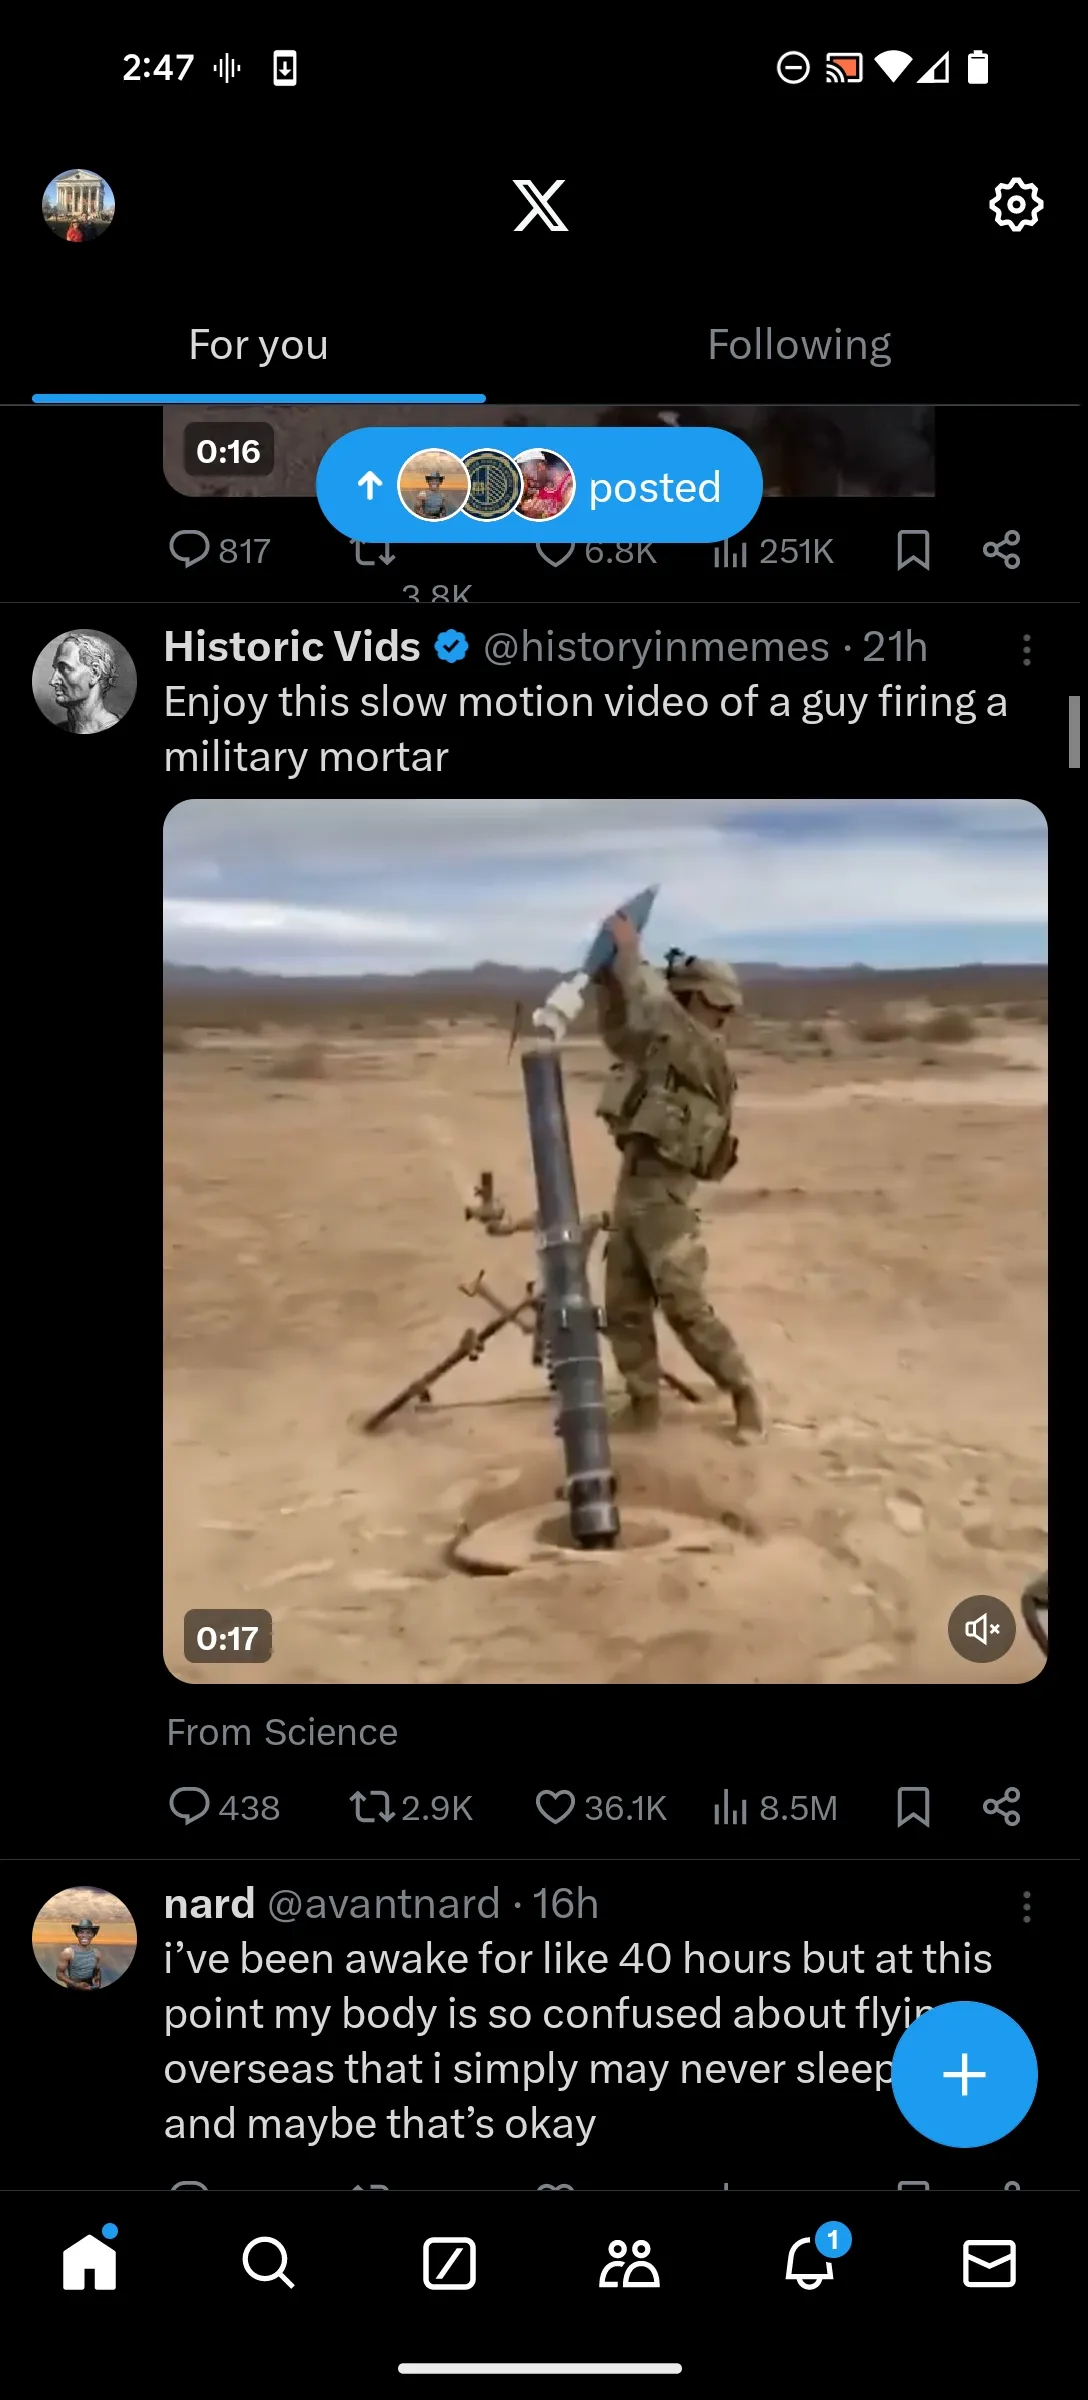 2:47
For you
Following
0:16
posted
817
3.8K
6.8K
251K
Historic Vids @historyinmemes · 21h
Enjoy this slow motion video of a guy firing a
military mortar
0:17
From Science
438
2.9K
36.1K
8.5M
nard @avantnard · 16h
i’ve been awake for like 40 hours but at this
point my body is so confused about
overseas that i simply may never sleep
and maybe that’s okay
1